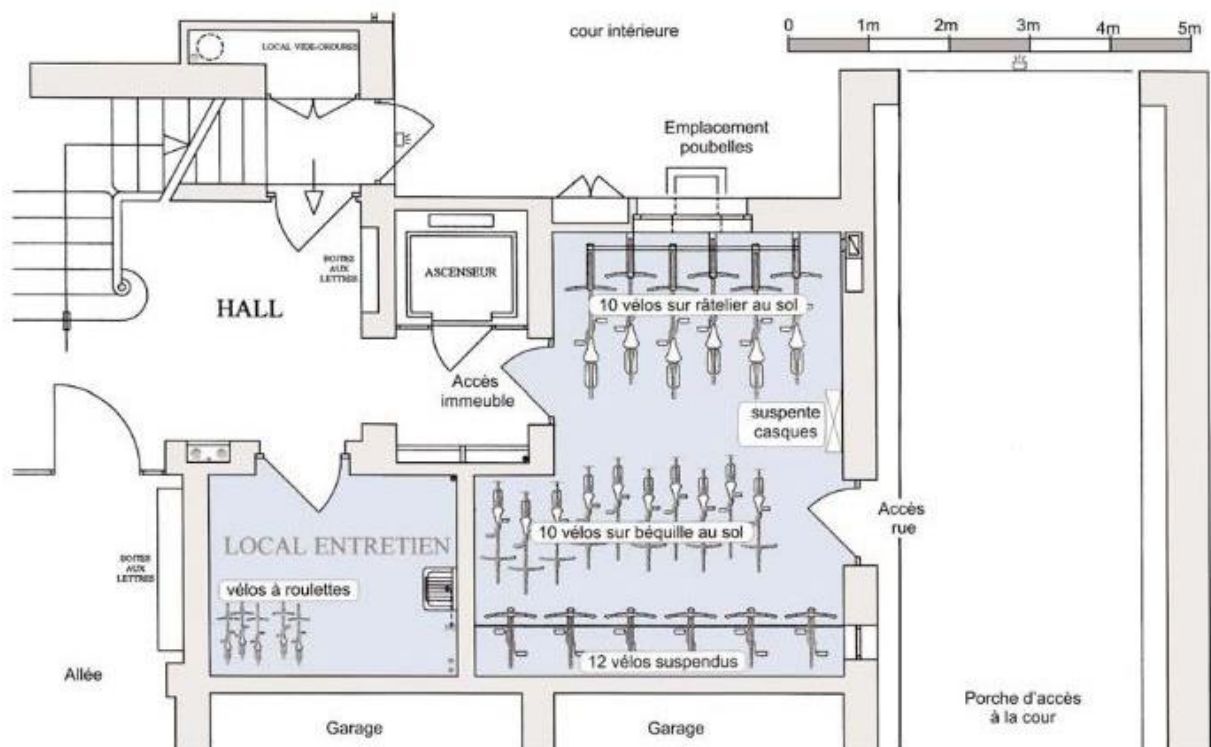 cour intérieure
0 1m 2m 3m 4m 5m
LOCAL VIDE-ORDURES
Emplacement
poubelles
BOITES
AUX
LETTRES
ASCENSEUR
HALL
10 vélos sur râtelier au sol
Accès
immeuble
suspente
casques
Accès
rue
LOCAL ENTRETIEN
10 vélos sur béquille au sol
BOITES
AUX
LETTRES
vélos à roulettes
12 vélos suspendus
Allée
Garage
Garage
Porche d'accès
à la cour